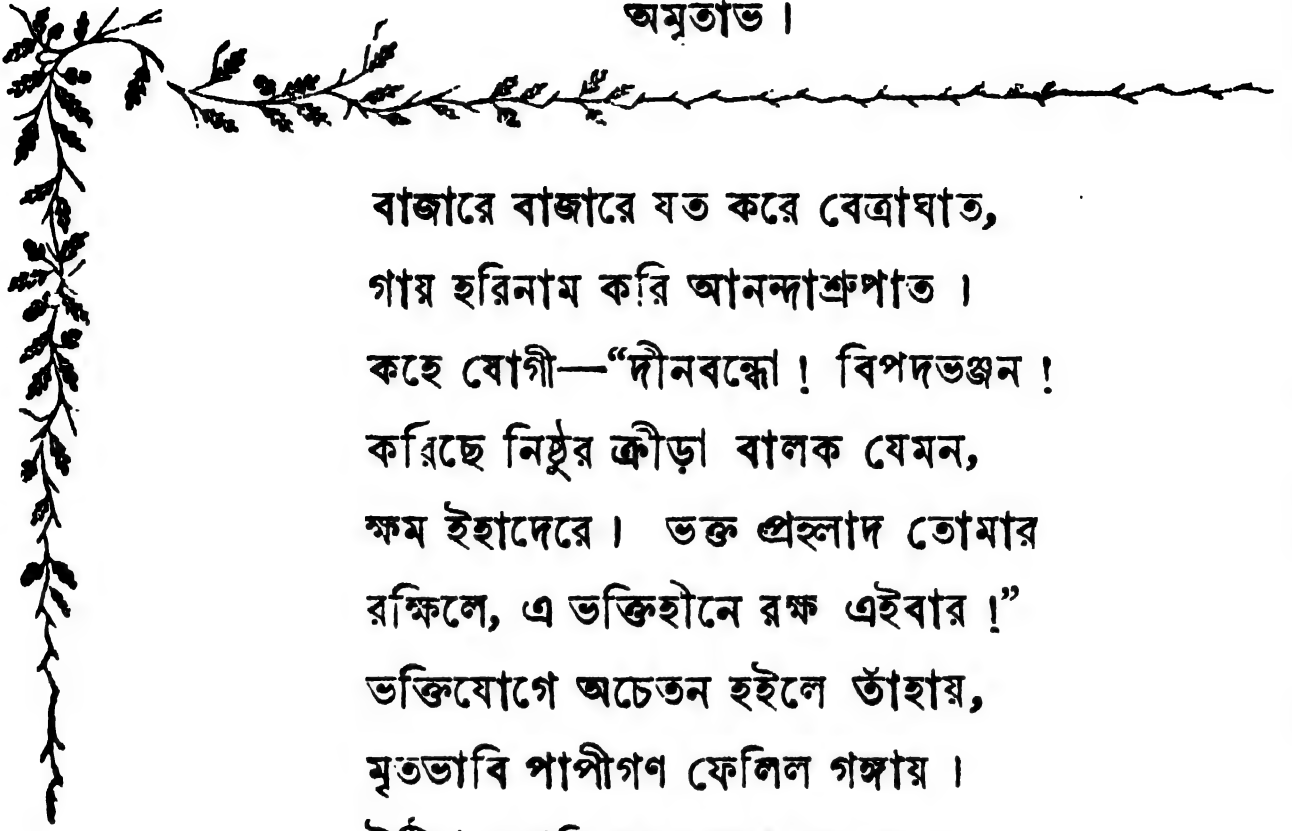 অমৃতাভ ।
বাজারে বাজারে যত করে বেত্রাঘাত,
গায় হরিনাম করি আনন্দাশ্রুপাত ।
কহে যোগী—“দীনবন্ধো ! বিপদভঞ্জন !
করিছে নিষ্ঠুর ক্রীড়া বালক যেমন,
ক্ষম ইহাদেরে । ভক্ত প্রহ্লাদ তোমার
রক্ষিলে, এ ভক্তিহীনে রক্ষ এইবার !”
ভক্তিযোগে অচেতন হইলে তাঁহায়,
মৃতভাবি পাপীগণ ফেলিল গঙ্গায় ।